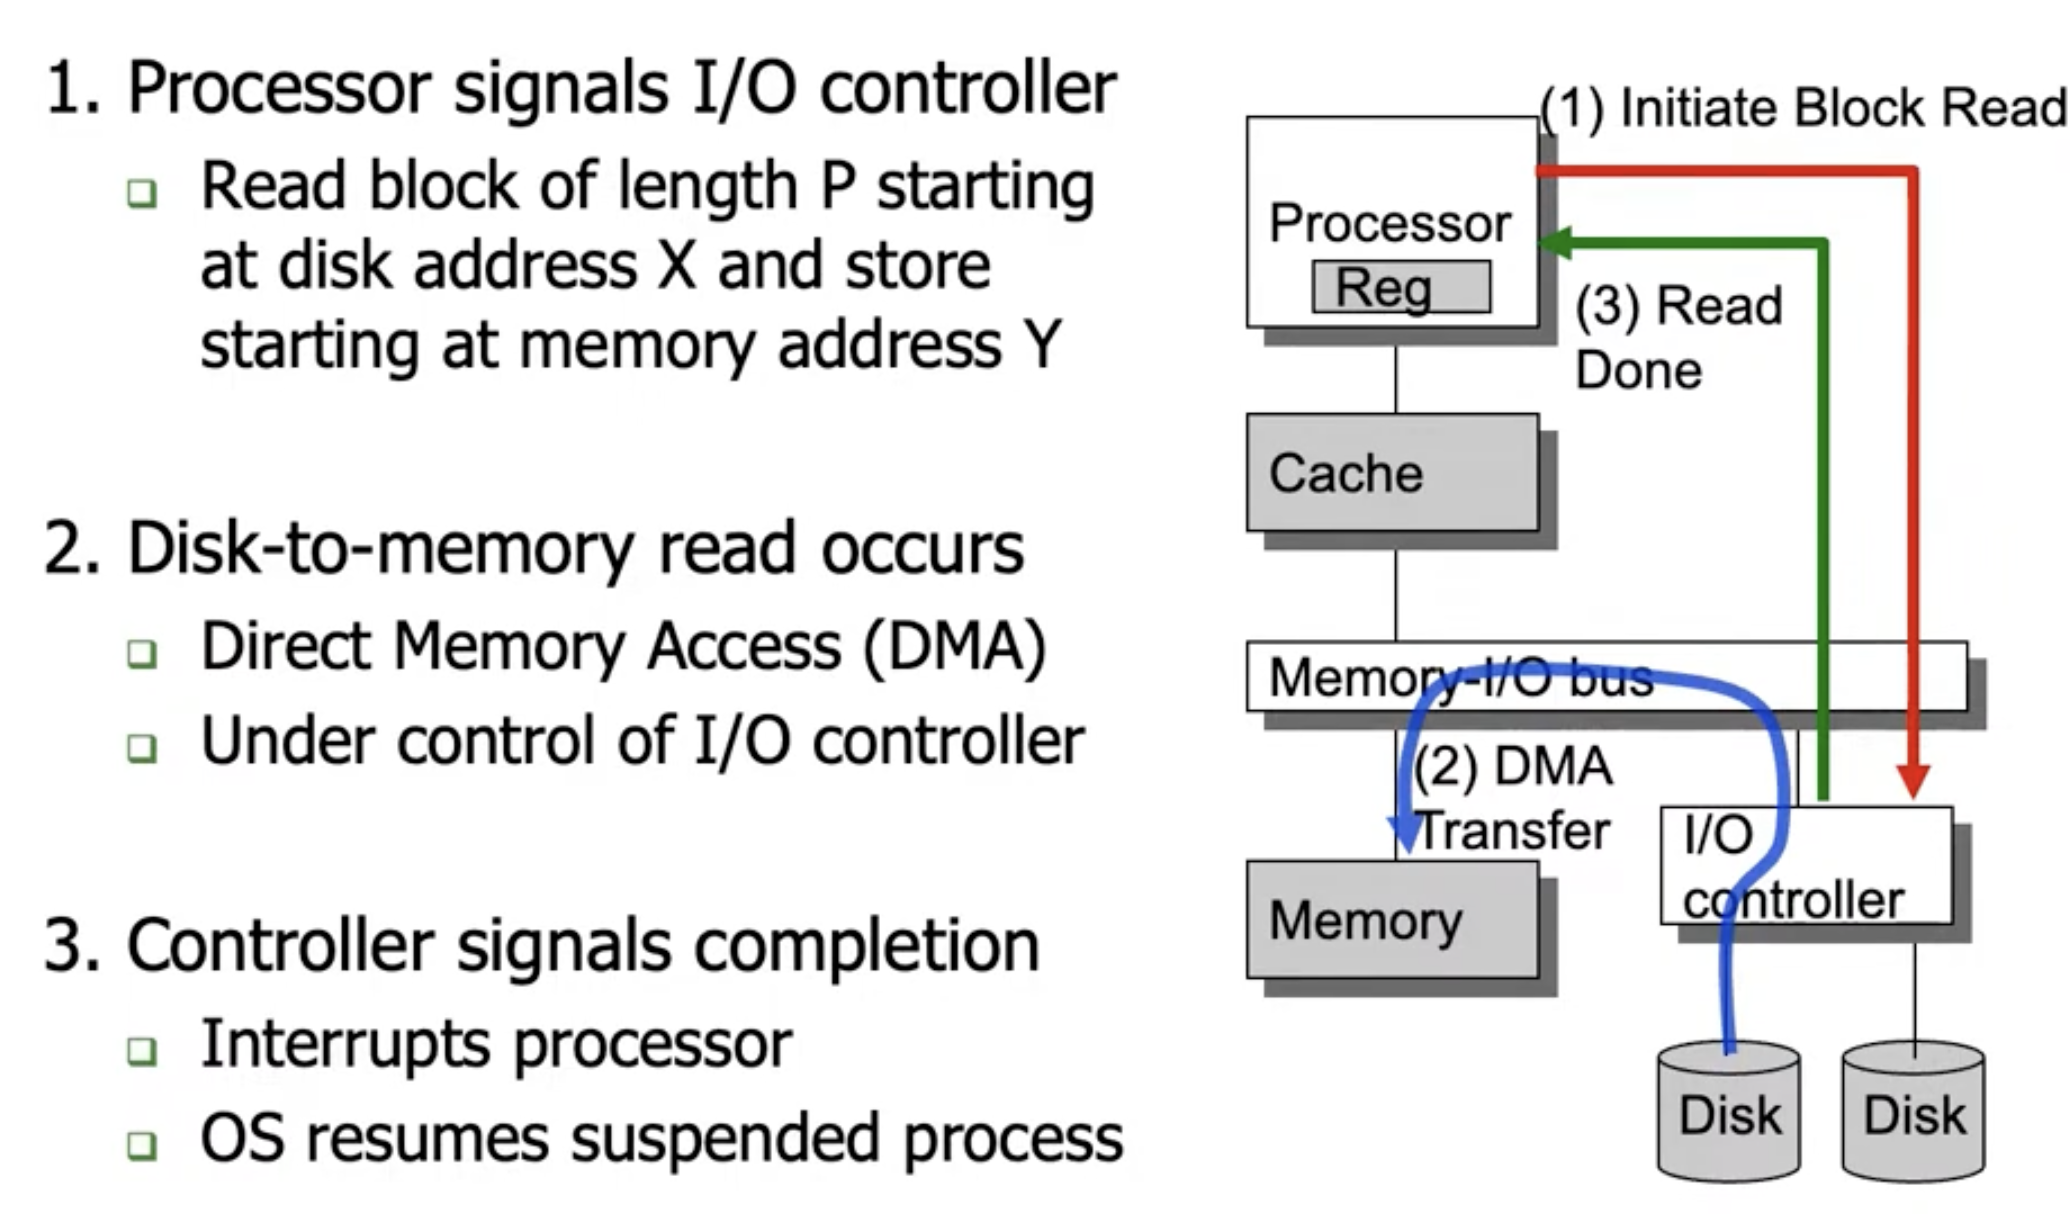 1. Processor signals I/O controller
❑ Read block of length P starting
at disk address X and store
starting at memory address Y
2. Disk-to-memory read occurs
❑ Direct Memory Access (DMA)
❑ Under control of I/O controller
3. Controller signals completion
❑ Interrupts processor
❑ OS resumes suspended process
(1) Initiate Block Read
Processor
Reg
(3) Read
Done
Cache
Memory-I/O bus
(2) DMA
Transfer
I/O
controller
Memory
Disk
Disk